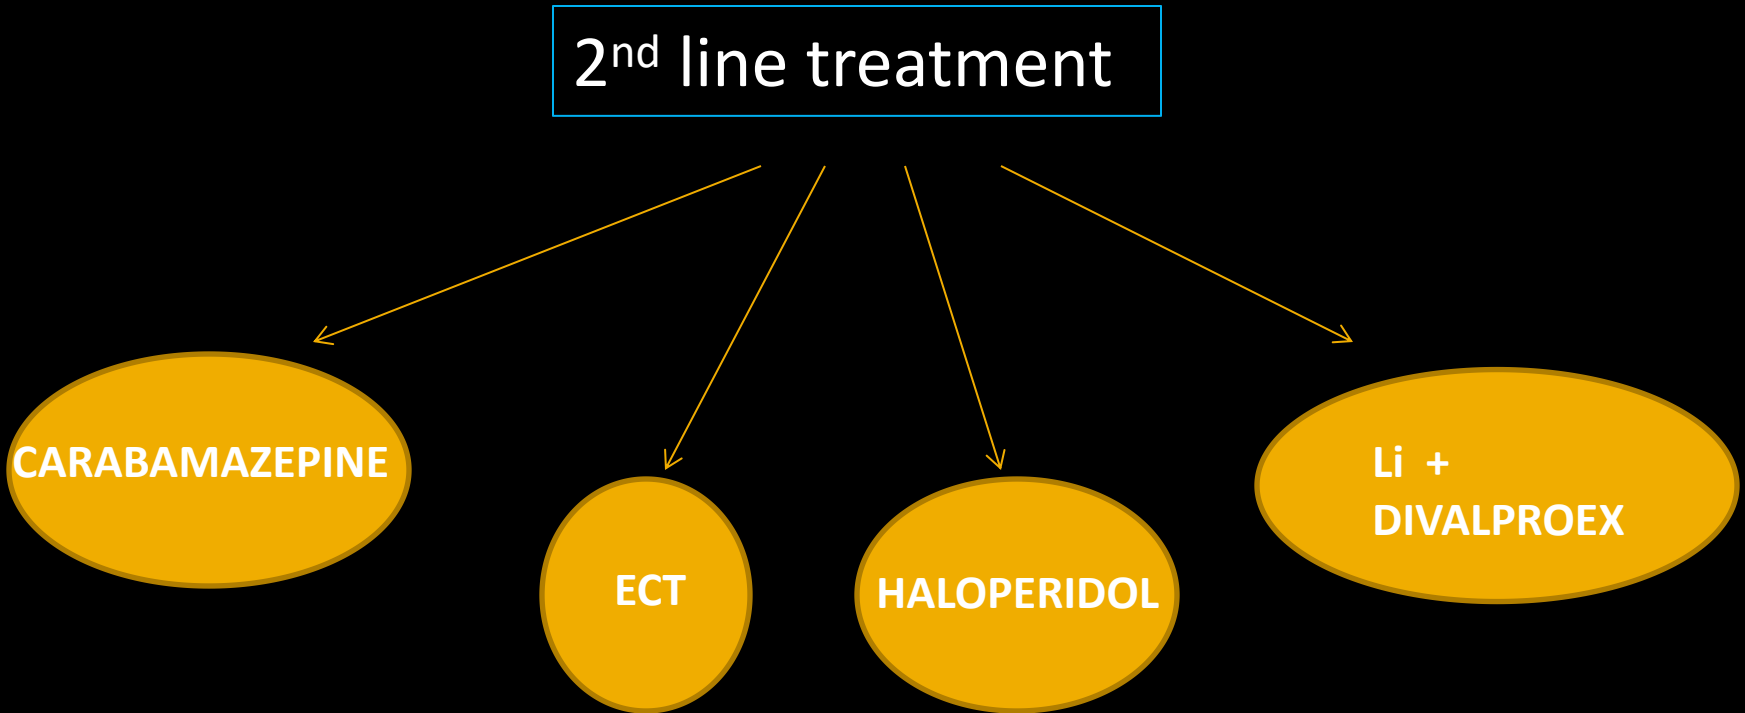 2nd line treatment
CARABAMAZEPINE
ECT
HALOPERIDOL
Li +
DIVALPROEX